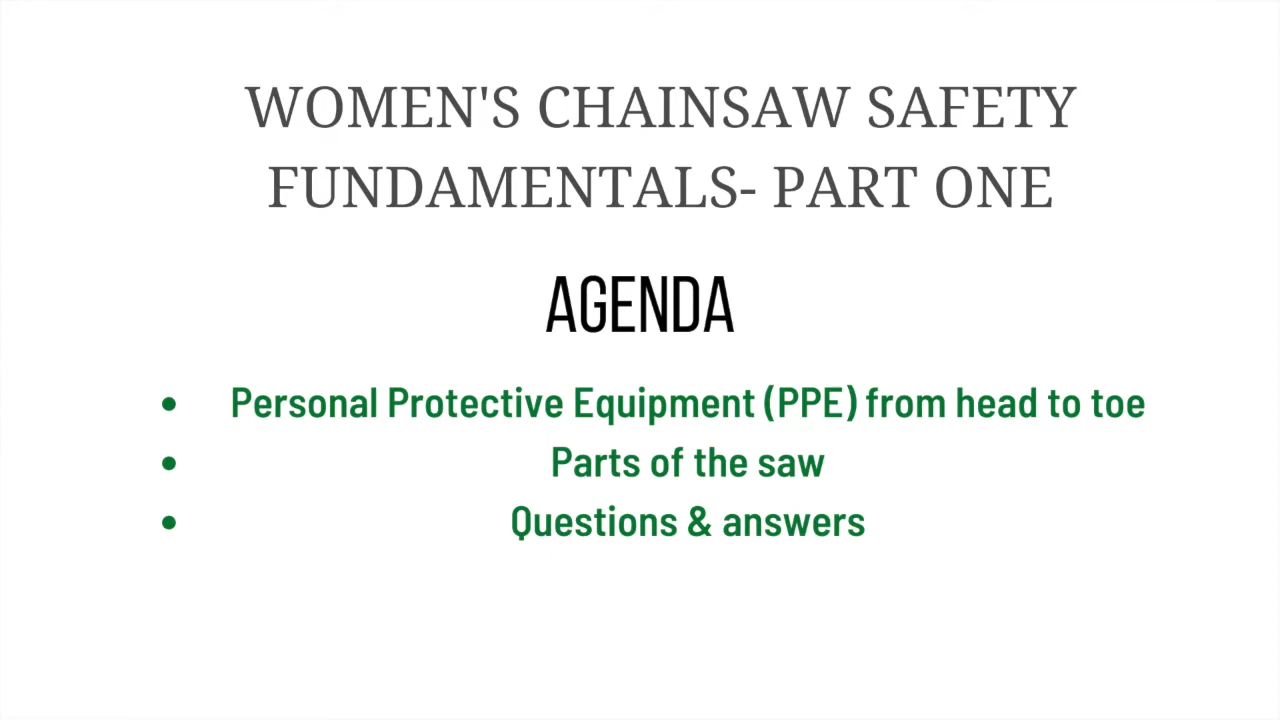 WOMEN'S CHAINSAW SAFETY
FUNDAMENTALS- PART ONE
AGENDA
• Personal Protective Equipment (PPE) from head to toe
• Parts of the saw
• Questions & answers